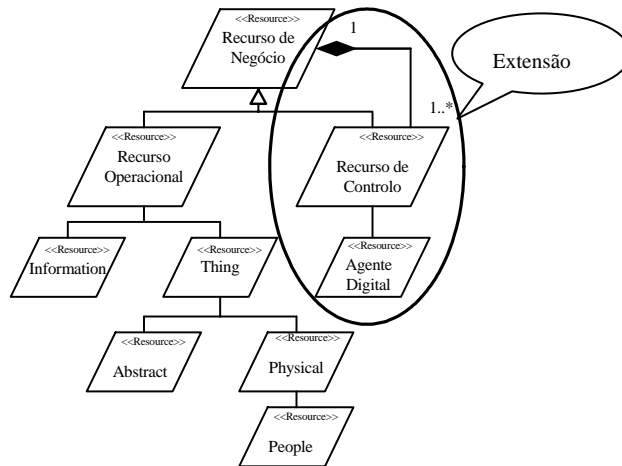 <<Resource>>
Recurso de
Negócio
1
Extensão
1..*
<<Resource>>
Recurso
Operacional
<<Resource>>
Recurso de
Controlo
<<Resource>>
Information
<<Resource>>
Thing
<<Resource>>
Agente
Digital
<<Resource>>
Abstract
<<Resource>>
Physical
<<Resource>>
People